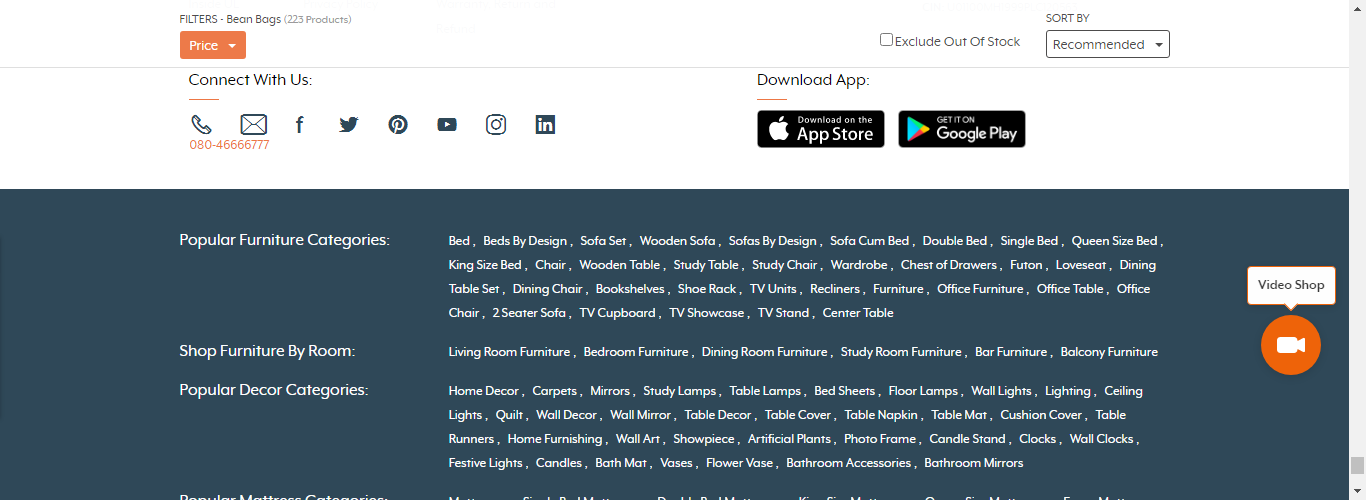 FILTERS - Bean Bags (223 Products)
SORT BY
Price
Exclude Out Of Stock
Recommended
Connect With Us:
Download App:
Download on the
App Store
GET IT ON
Google Play
080-46666777
Popular Furniture Categories:
Bed , Beds By Design , Sofa Set , Wooden Sofa , Sofas By Design , Sofa Cum Bed , Double Bed , Single Bed , Queen Size Bed ,
King Size Bed , Chair , Wooden Table , Study Table , Study Chair , Wardrobe , Chest of Drawers , Futon , Loveseat , Dining
Table Set , Dining Chair , Bookshelves , Shoe Rack , TV Units , Recliners , Furniture , Office Furniture , Office Table , Office
Chair , 2 Seater Sofa , TV Cupboard , TV Showcase , TV Stand , Center Table
Video Shop
Shop Furniture By Room:
Living Room Furniture , Bedroom Furniture , Dining Room Furniture , Study Room Furniture , Bar Furniture , Balcony Furniture
Popular Decor Categories:
Home Decor , Carpets , Mirrors , Study Lamps , Table Lamps , Bed Sheets , Floor Lamps , Wall Lights , Lighting , Ceiling
Lights , Quilt , Wall Decor , Wall Mirror , Table Decor , Table Cover , Table Napkin , Table Mat , Cushion Cover , Table
Runners , Home Furnishing , Wall Art , Showpiece , Artificial Plants , Photo Frame , Candle Stand , Clocks , Wall Clocks ,
Festive Lights , Candles , Bath Mat , Vases , Flower Vase , Bathroom Accessories , Bathroom Mirrors
Popular Mattress Categories: